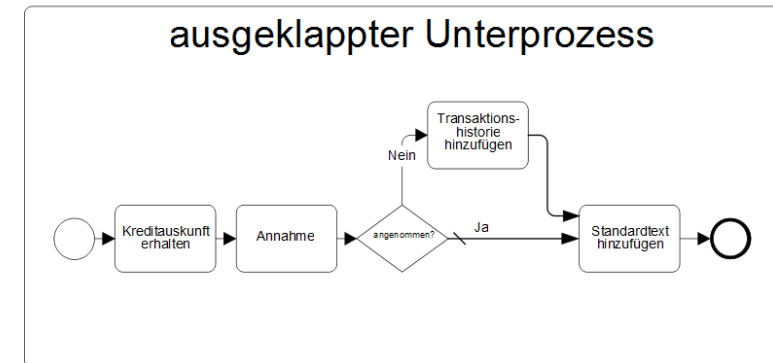 ausgeklappter Unterprozess
Transaktions-
historie
hinzufügen
Nein
Kreditauskunft
erhalten
Annahme
angenommen?
Ja
Standardtext
hinzufügen